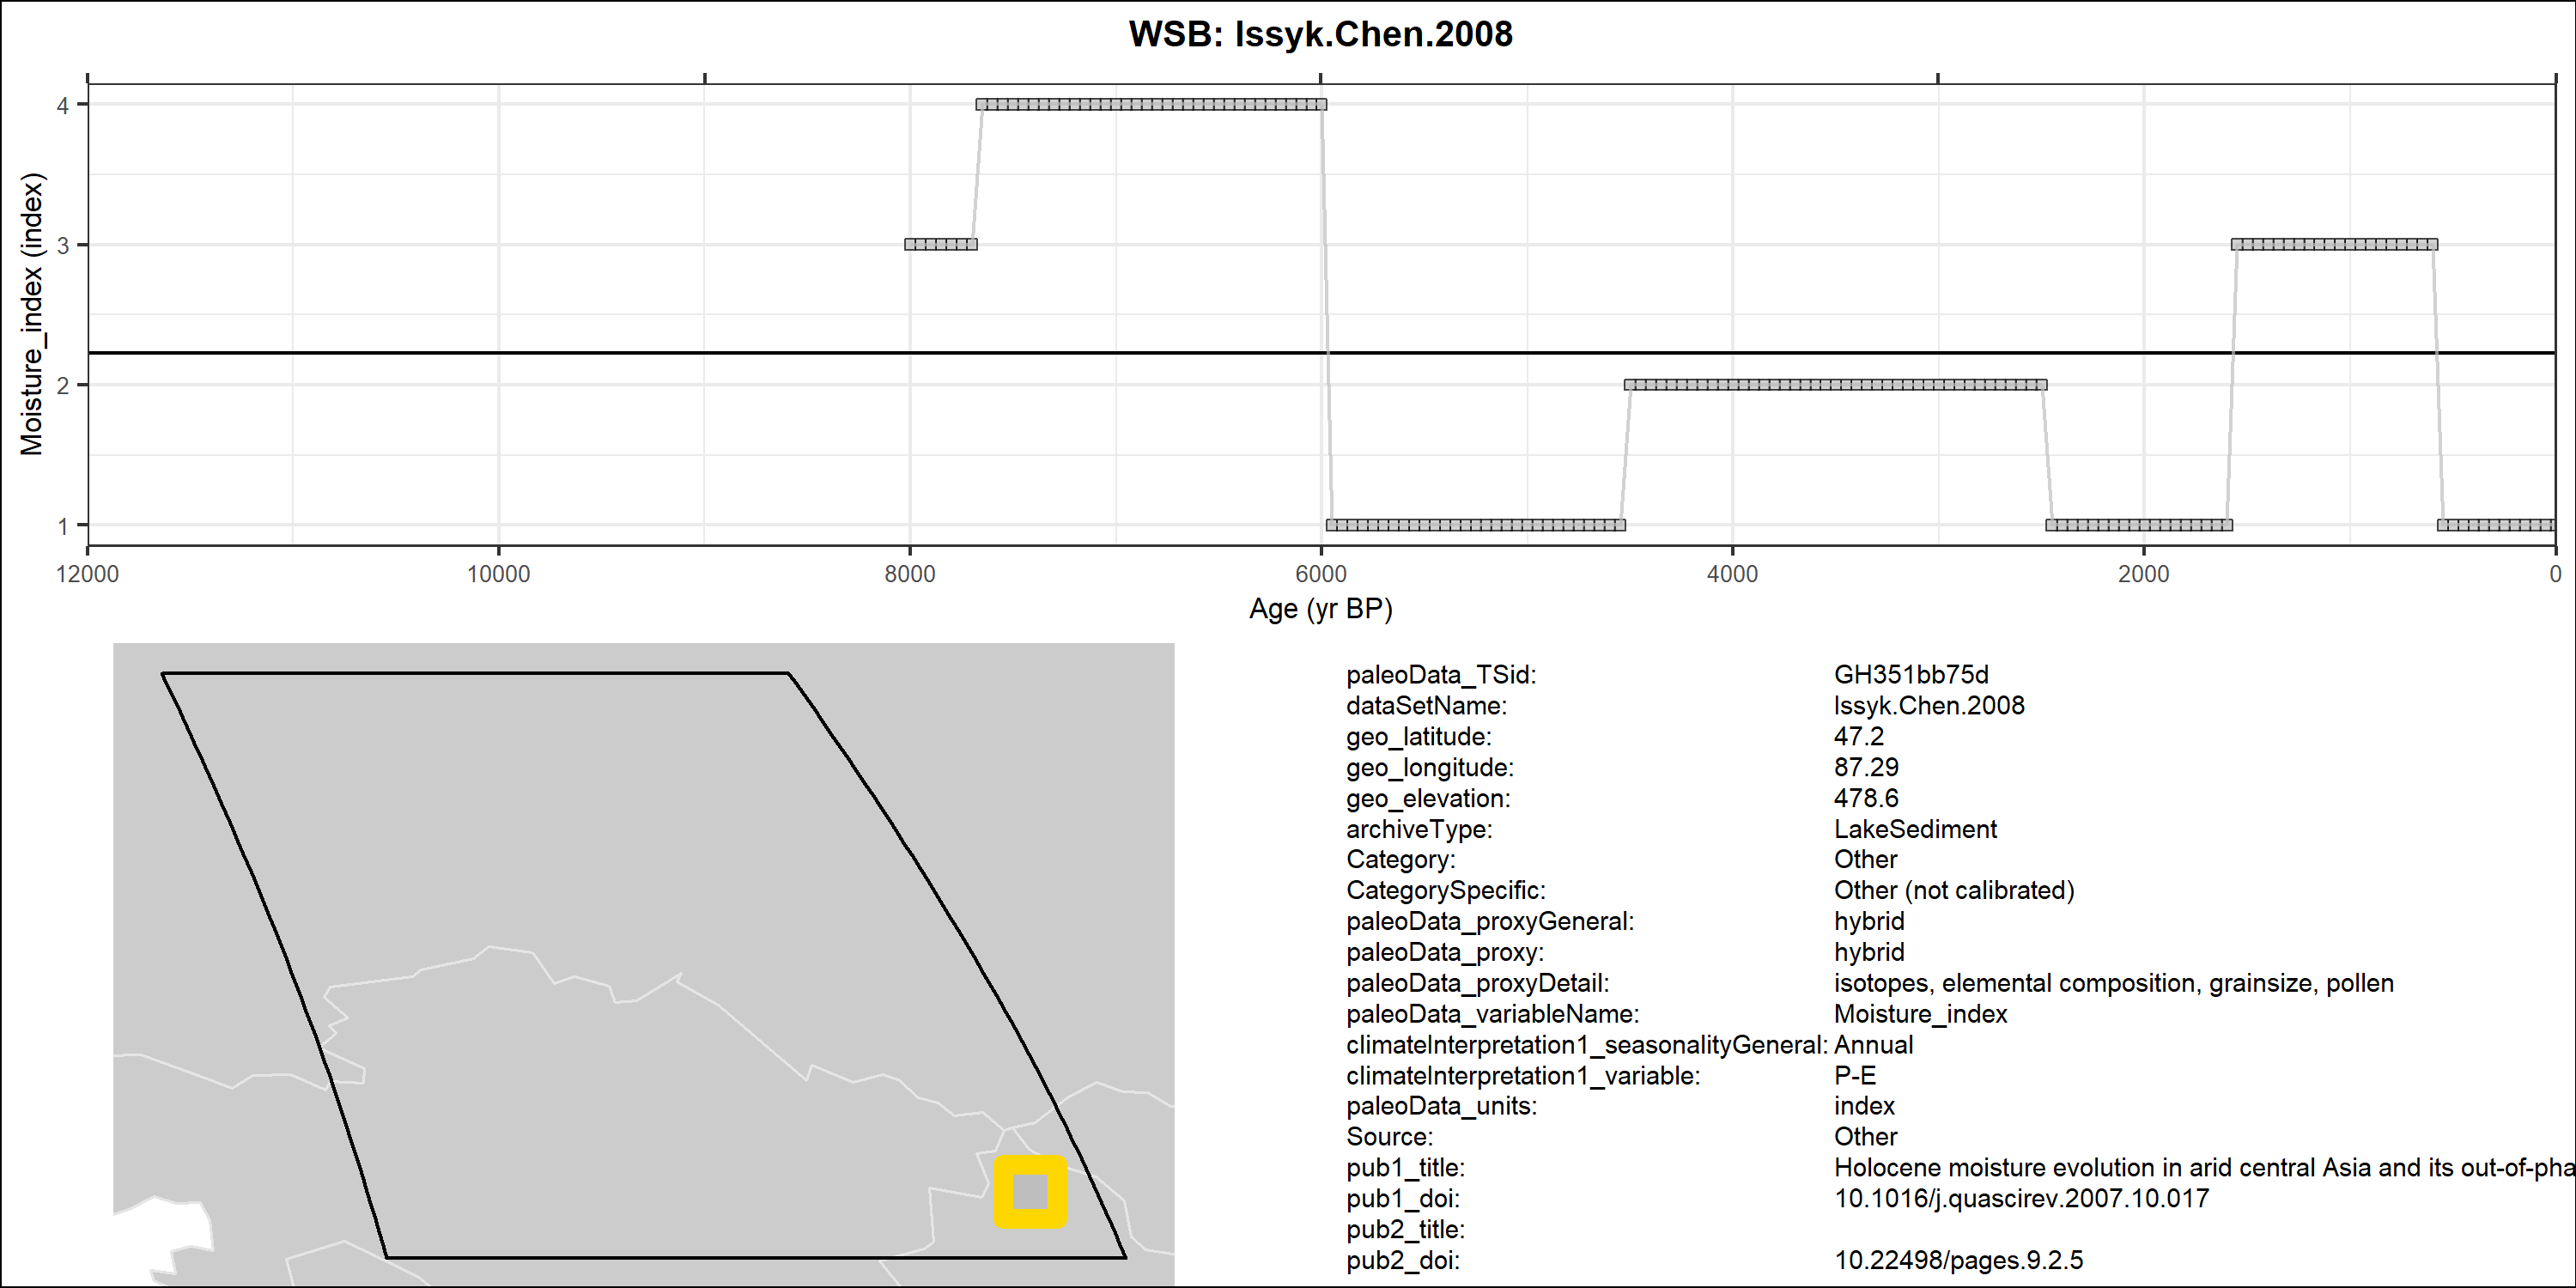 WSB: Issyk.Chen.2008
Moisture_index (index)
4
3
2
1
12000 10000 8000 6000 4000 2000 0
Age (yr BP)
paleoData_TSid: GH351bb75d
dataSetName: Issyk.Chen.2008
geo_latitude: 47.2
geo_longitude: 87.29
geo_elevation: 478.6
archiveType: LakeSediment
Category: Other
CategorySpecific: Other (not calibrated)
paleoData_proxyGeneral: hybrid
paleoData_proxy: hybrid
paleoData_proxyDetail: isotopes, elemental composition, grainsize, pollen
paleoData_variableName: Moisture_index
climateInterpretation1_seasonalityGeneral: Annual
climateInterpretation1_variable: P-E
paleoData_units: index
Source: Other
pub1_title: Holocene moisture evolution in arid central Asia and its out-of-pha
pub1_doi: 10.1016/j.quascirev.2007.10.017
pub2_title:
pub2_doi: 10.22498/pages.9.2.5